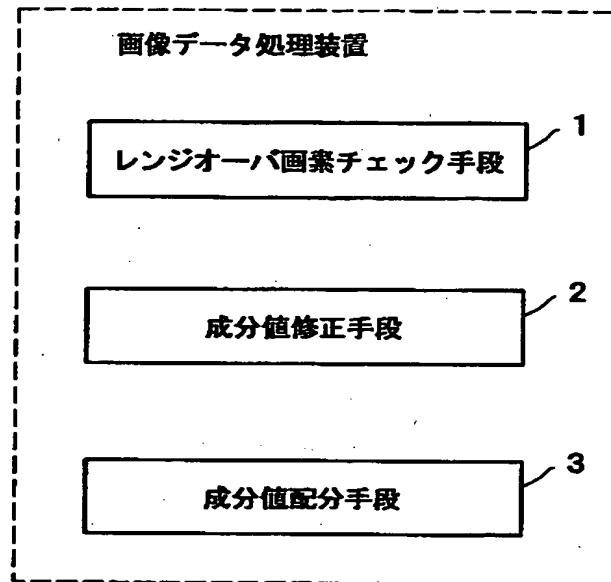 画像データ処理装置
1
レンジオーバ画素チェック手段
2
成分値修正手段
3
成分値配分手段